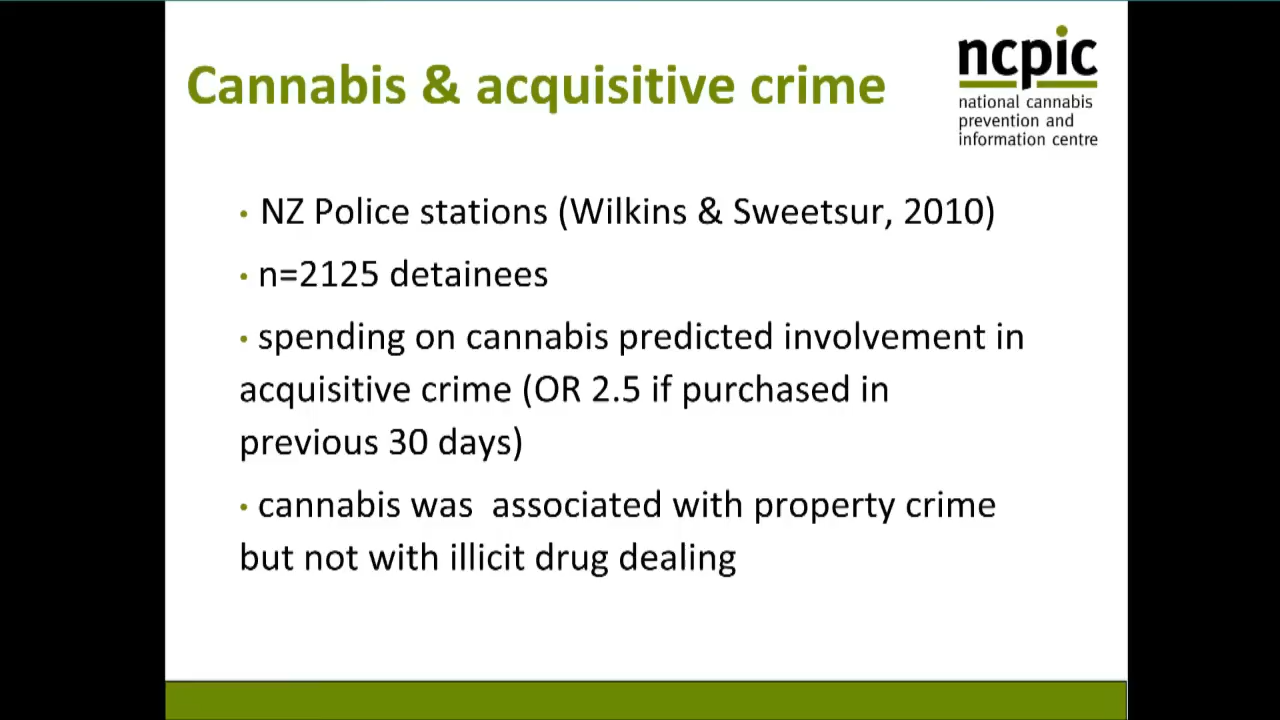 Cannabis & acquisitive crime
ncpic
national cannabis
prevention and
information centre
• NZ Police stations (Wilkins & Sweetsur, 2010)
• n=2125 detainees
• spending on cannabis predicted involvement in
acquisitive crime (OR 2.5 if purchased in
previous 30 days)
• cannabis was  associated with property crime
but not with illicit drug dealing